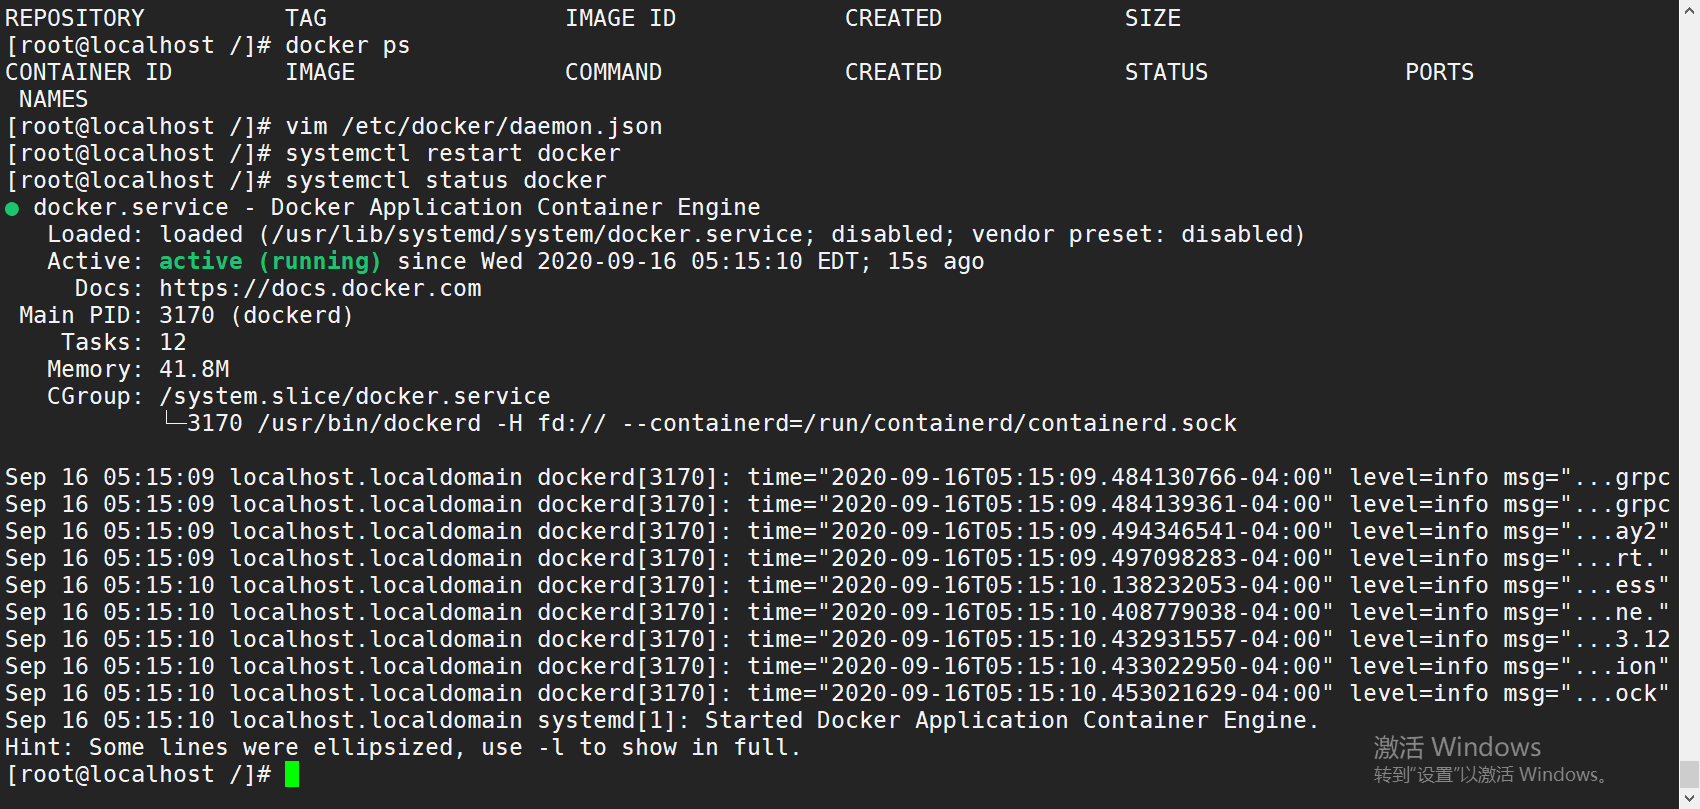 REPOSITORY          TAG                 IMAGE ID            CREATED             SIZE
[root@localhost /]# docker ps
CONTAINER ID        IMAGE               COMMAND             CREATED             STATUS              PORTS
 NAMES
[root@localhost /]# vim /etc/docker/daemon.json
[root@localhost /]# systemctl restart docker
[root@localhost /]# systemctl status docker
● docker.service - Docker Application Container Engine
   Loaded: loaded (/usr/lib/systemd/system/docker.service; disabled; vendor preset: disabled)
   Active: active (running) since Wed 2020-09-16 05:15:10 EDT; 15s ago
     Docs: https://docs.docker.com
 Main PID: 3170 (dockerd)
    Tasks: 12
   Memory: 41.8M
   CGroup: /system.slice/docker.service
           └─3170 /usr/bin/dockerd -H fd:// --containerd=/run/containerd/containerd.sock
Sep 16 05:15:09 localhost.localdomain dockerd[3170]: time="2020-09-16T05:15:09.484130766-04:00" level=info msg="...grpc
Sep 16 05:15:09 localhost.localdomain dockerd[3170]: time="2020-09-16T05:15:09.484139361-04:00" level=info msg="...grpc
Sep 16 05:15:09 localhost.localdomain dockerd[3170]: time="2020-09-16T05:15:09.494346541-04:00" level=info msg="...ay2"
Sep 16 05:15:09 localhost.localdomain dockerd[3170]: time="2020-09-16T05:15:09.497098283-04:00" level=info msg="...rt."
Sep 16 05:15:10 localhost.localdomain dockerd[3170]: time="2020-09-16T05:15:10.138232053-04:00" level=info msg="...ess"
Sep 16 05:15:10 localhost.localdomain dockerd[3170]: time="2020-09-16T05:15:10.408779038-04:00" level=info msg="...ne."
Sep 16 05:15:10 localhost.localdomain dockerd[3170]: time="2020-09-16T05:15:10.432931557-04:00" level=info msg="...3.12
Sep 16 05:15:10 localhost.localdomain dockerd[3170]: time="2020-09-16T05:15:10.433022950-04:00" level=info msg="...ion"
Sep 16 05:15:10 localhost.localdomain dockerd[3170]: time="2020-09-16T05:15:10.453021629-04:00" level=info msg="...ock"
Sep 16 05:15:10 localhost.localdomain systemd[1]: Started Docker Application Container Engine.
Hint: Some lines were ellipsized, use -l to show in full.
[root@localhost /]#
激活 Windows
转到"设置"以激活 Windows。